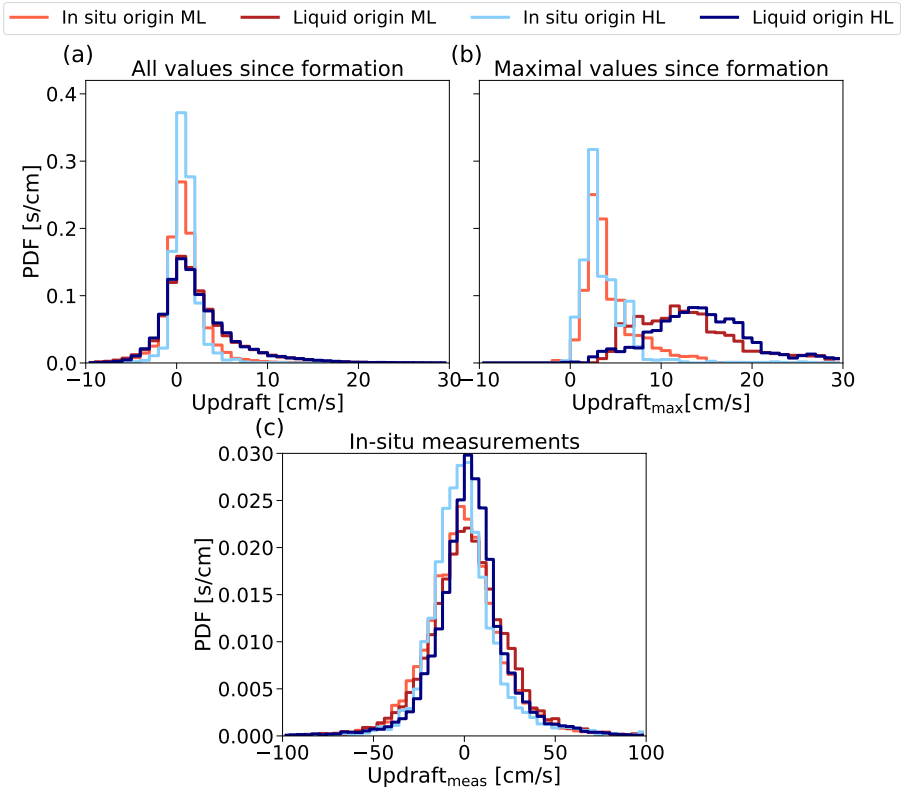 In situ origin ML Liquid origin ML In situ origin HL Liquid origin HL
(a) (b)
All values since formation Maximal values since formation
0.4
0.3
0.2
0.1
0.0
PDF [s/cm]
−10 0 10 20 30
−10 0 10 20 30
Updraft [cm/s] Updraft_max[cm/s]
(c)
In-situ measurements
0.030
0.025
0.020
0.015
0.010
0.005
0.000
PDF [s/cm]
−100 −50 0 50 100
Updraft_meas [cm/s]